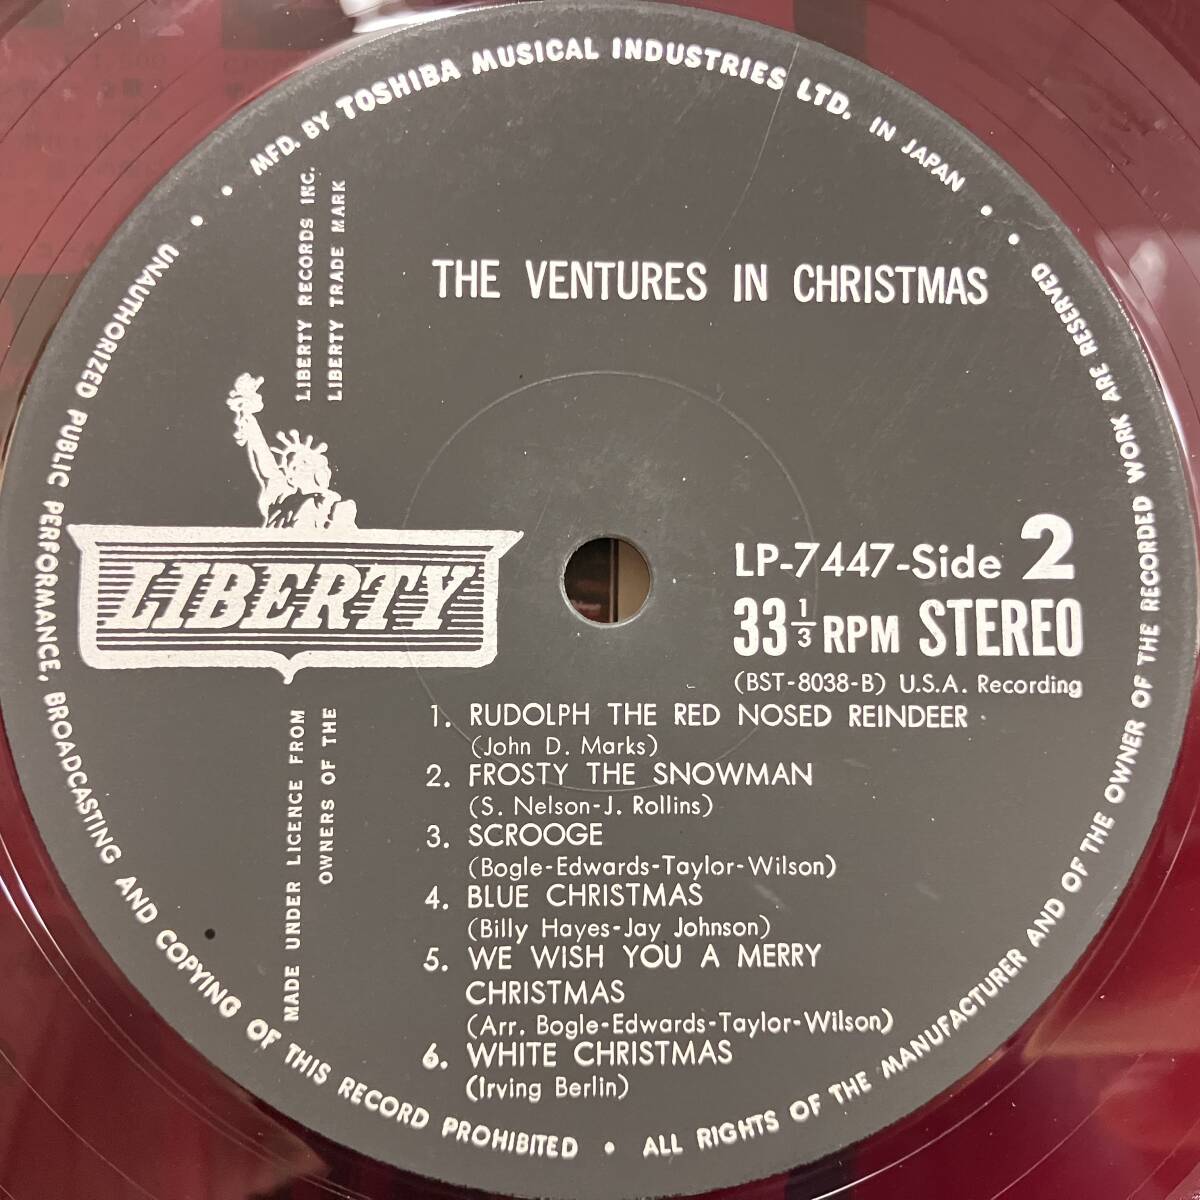 MFD. BY TOSHIBA MUSICAL INDUSTRIES LTD. IN JAPAN
UNAUTHORIZED PUBLIC PERFORMANCE, BROADCASTING AND COPYING OF THIS RECORD PROHIBITED • ALL RIGHTS OF THE MANUFACTURER AND OF THE OWNER OF THE RECORDED WORK ARE RESERVED
LIBERTY RECORDS INC.
LIBERTY TRADE MARK
THE VENTURES IN CHRISTMAS
LIBERTY
MADE UNDER LICENCE FROM
OWNERS OF THE
LP-7447-Side 2
33 1/3 RPM STEREO
(BST-8038-B) U.S.A. Recording
1. RUDOLPH THE RED NOSED REINDEER
(John D. Marks)
2. FROSTY THE SNOWMAN
(S. Nelson-J. Rollins)
3. SCROOGE
(Bogle-Edwards-Taylor-Wilson)
4. BLUE CHRISTMAS
(Billy Hayes-Jay Johnson)
5. WE WISH YOU A MERRY
CHRISTMAS
(Arr. Bogle-Edwards-Taylor-Wilson)
6. WHITE CHRISTMAS
(Irving Berlin)